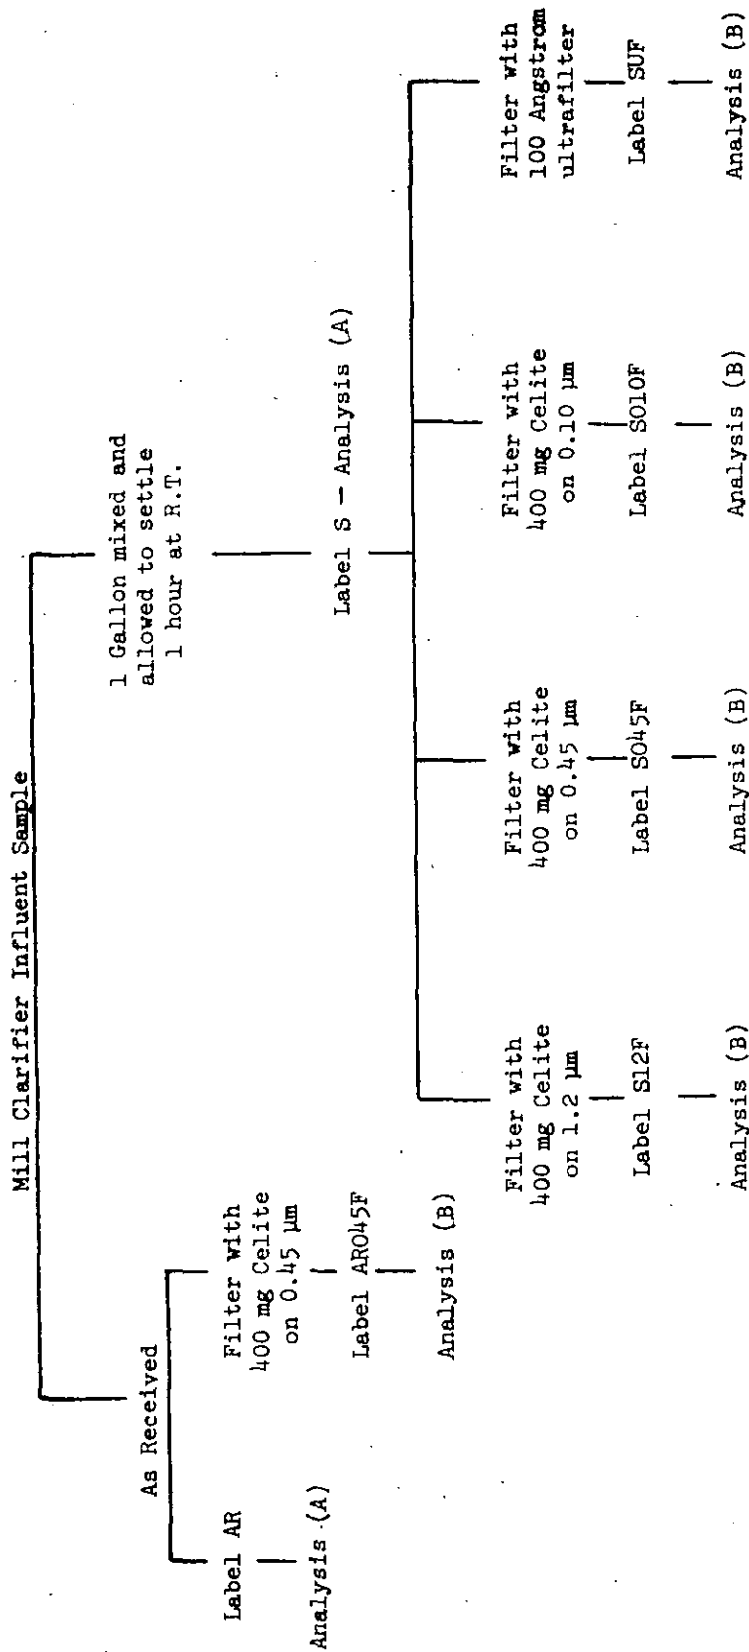 Mill Clarifier Influent Sample
As Received
Label AR
Analysis (A)
Filter with
400 mg Celite
on 0.45 µm
Label AR045F
Analysis (B)
1 Gallon mixed and
allowed to settle
1 hour at R.T.
Label S — Analysis (A)
Filter with
400 mg Celite
on 1.2 µm
Label S12F
Analysis (B)
Filter with
400 mg Celite
on 0.45 µm
Label S045F
Analysis (B)
Filter with
400 mg Celite
on 0.10 µm
Label S010F
Analysis (B)
Filter with
100 Angstrom
ultrafilter
Label SUF
Analysis (B)